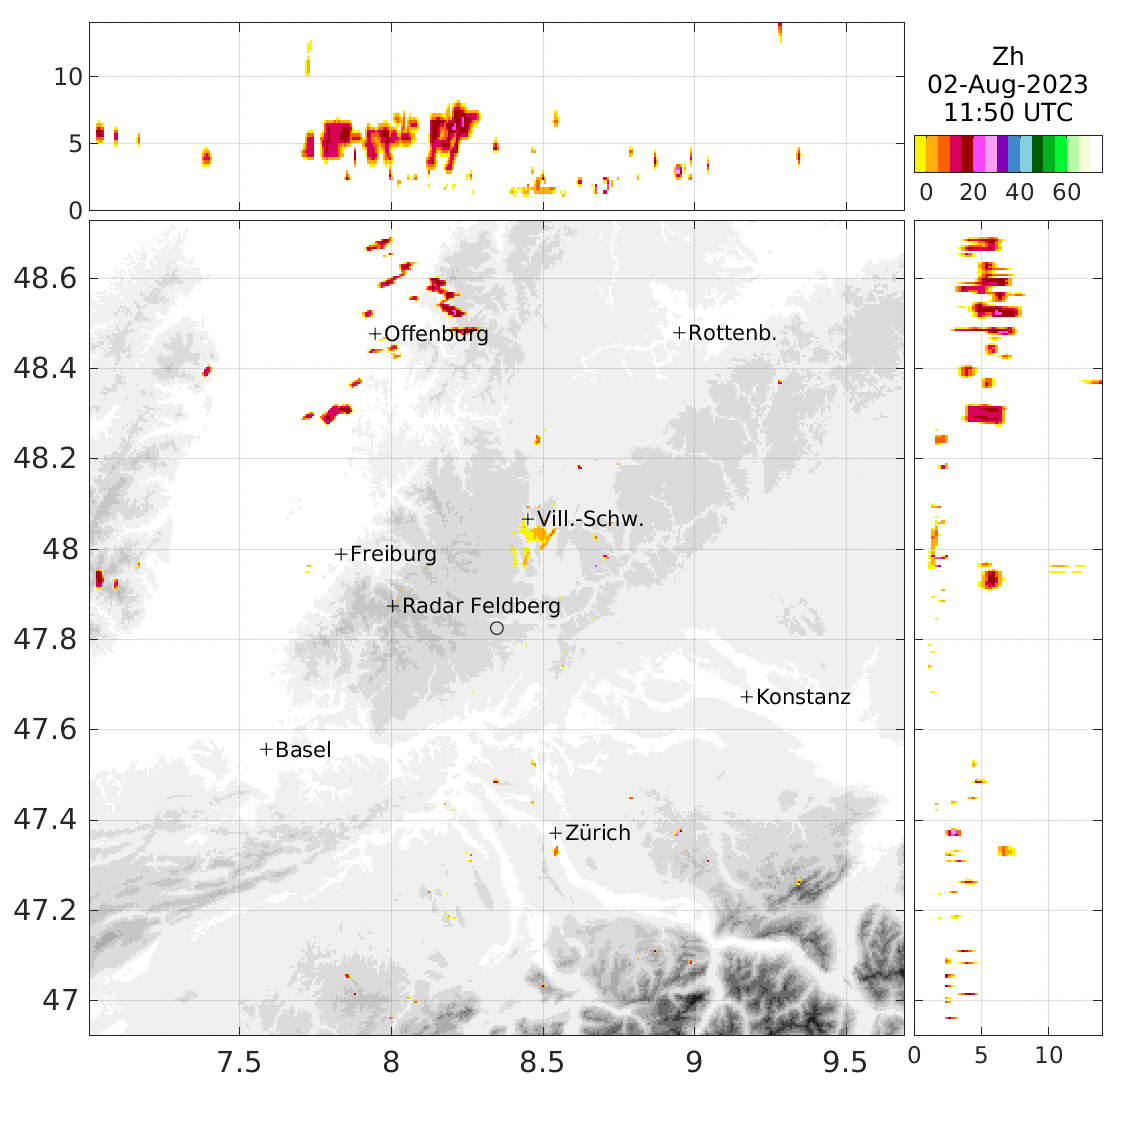 10
5
0
Zh
02-Aug-2023
11:50 UTC
0 20 40 60
48.6
48.4
48.2
48
47.8
47.6
47.4
47.2
47
Offenburg
Rottenb.
Vill.-Schw.
Freiburg
Radar Feldberg
Konstanz
Basel
Zürich
7.5 8 8.5 9 9.5
0 5 10